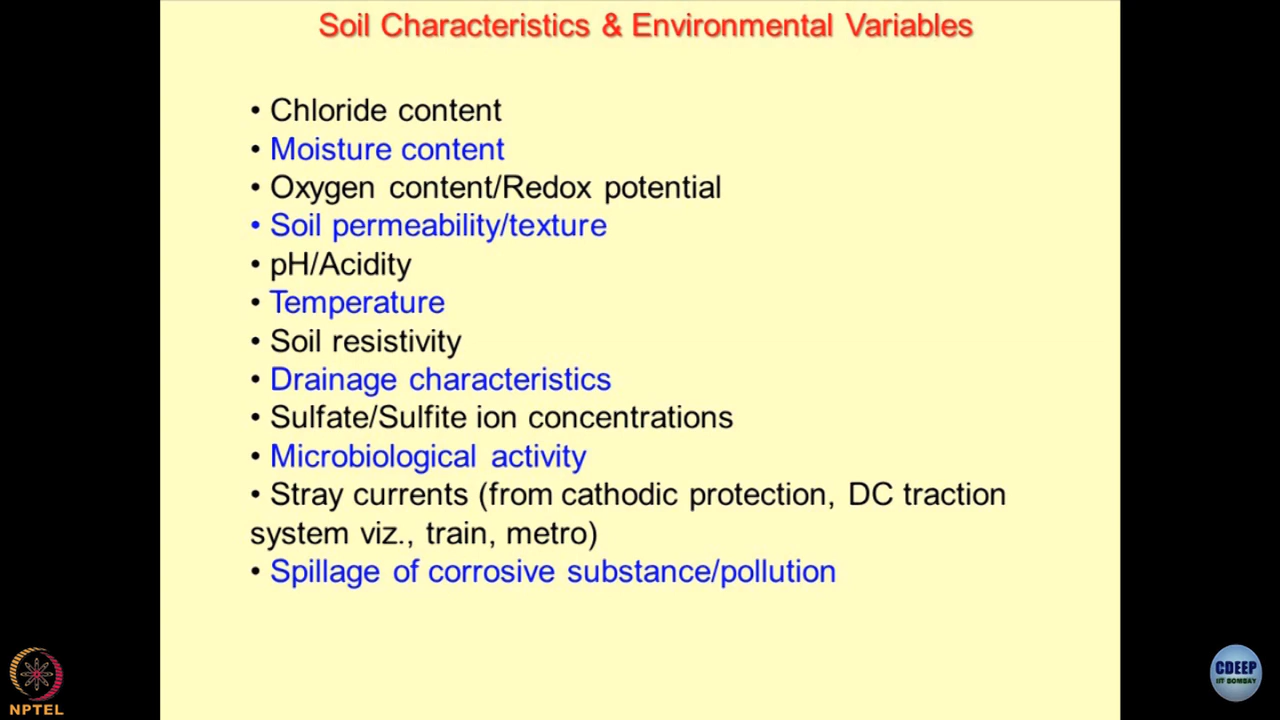 Soil Characteristics & Environmental Variables
• Chloride content
• Moisture content
• Oxygen content/Redox potential
• Soil permeability/texture
• pH/Acidity
• Temperature
• Soil resistivity
• Drainage characteristics
• Sulfate/Sulfite ion concentrations
• Microbiological activity
• Stray currents (from cathodic protection, DC traction
system viz., train, metro)
• Spillage of corrosive substance/pollution
NPTEL
CDEEP
IIT BOMBAY